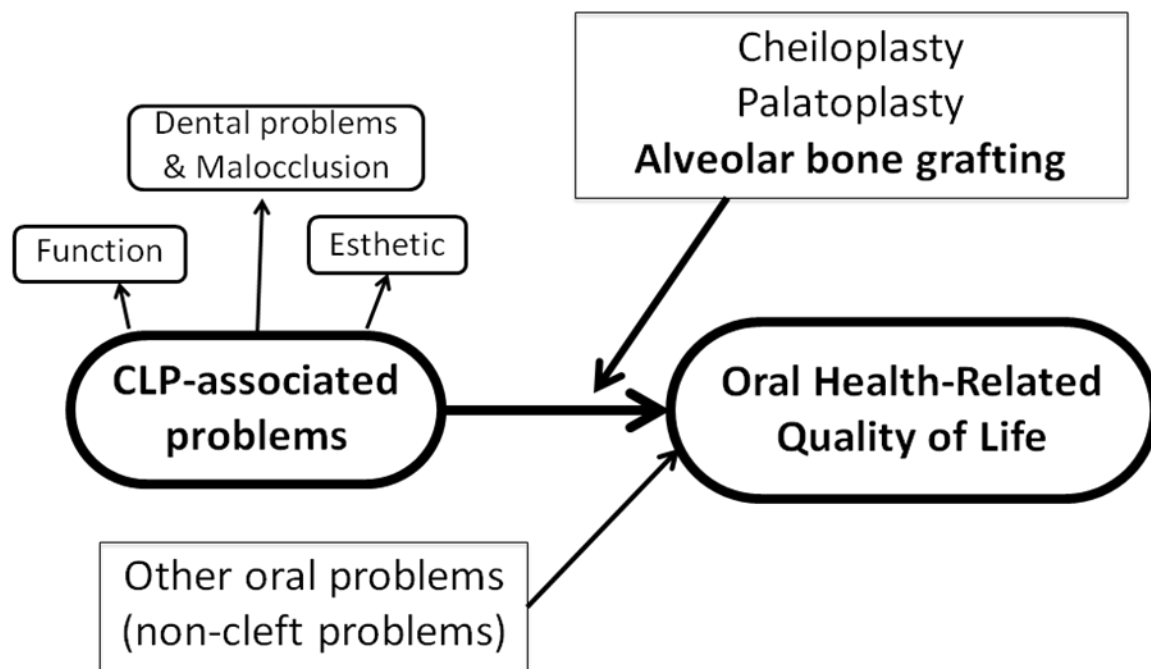 Cheiloplasty
Palatoplasty
Alveolar bone grafting
Dental problems
& Malocclusion
Function
Esthetic
CLP-associated
problems
Oral Health-Related
Quality of Life
Other oral problems
(non-cleft problems)